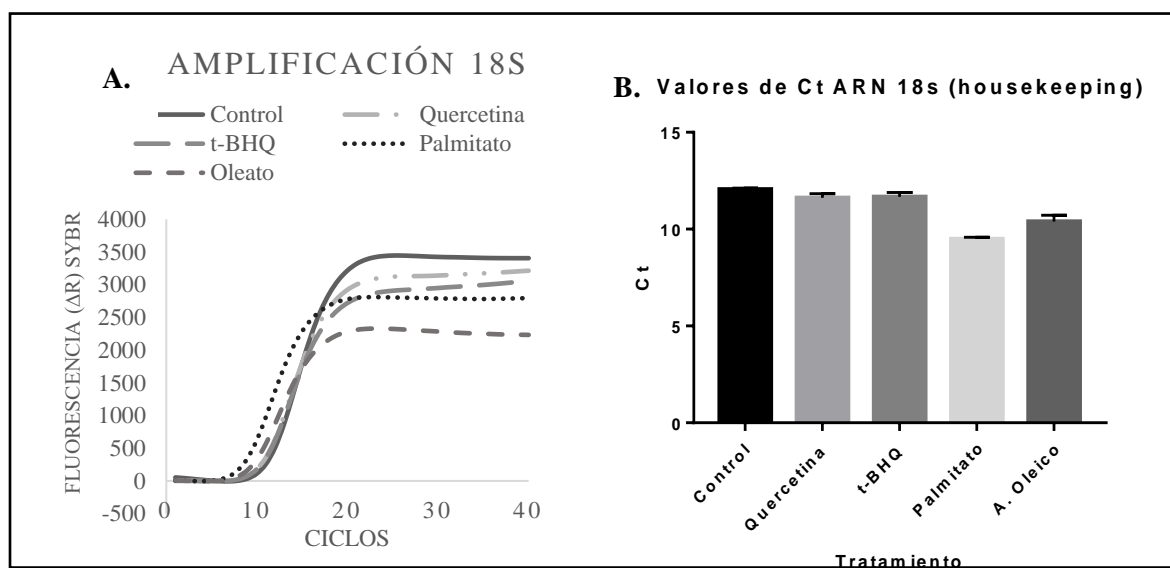 A.
AMPLIFICACIÓN 18S
Control
Quercetina
t-BHQ
Palmitato
Oleato
FLUORESCENCIA (ΔR) SYBR
4000
3500
3000
2500
2000
1500
1000
500
0
-500
0 10 20 30 40
CICLOS
B. Valores de Ct ARN 18s (housekeeping)
Ct
15
10
5
0
Control
Quercetina
t-BHQ
Palmitato
A. Oleico
Tratamiento